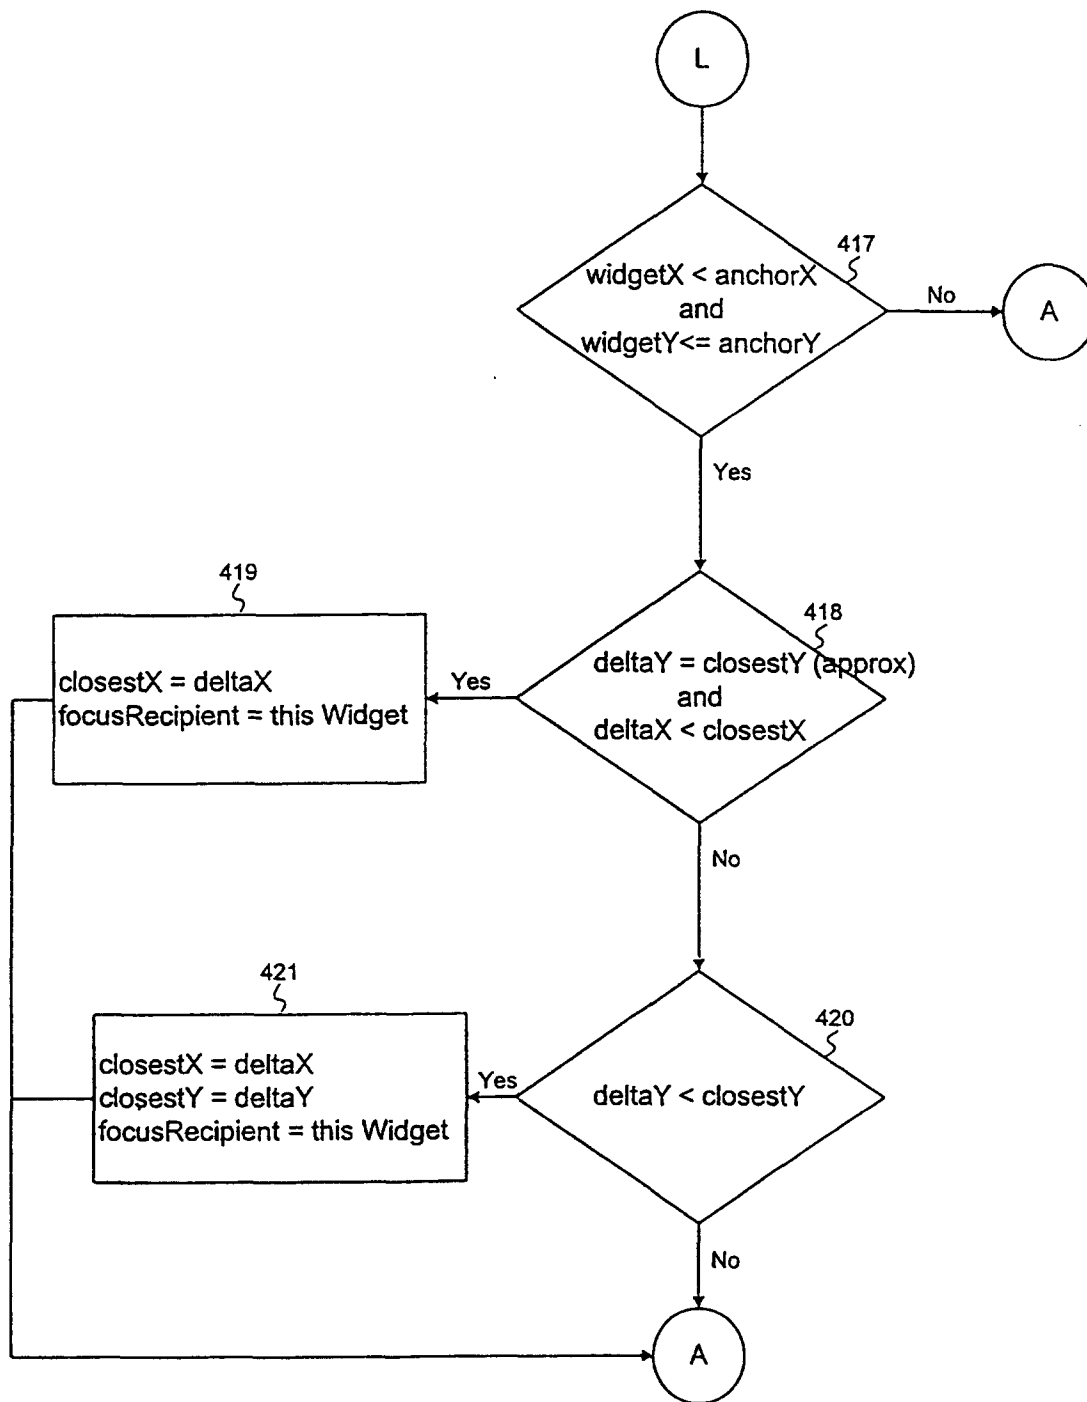 L
417
widgetX < anchorX
and
widgetY<= anchorY
No
A
Yes
418
deltaY = closestY (approx)
and
deltaX < closestX
Yes
419
closestX = deltaX
focusRecipient = this Widget
No
420
deltaY < closestY
Yes
421
closestX = deltaX
closestY = deltaY
focusRecipient = this Widget
No
A